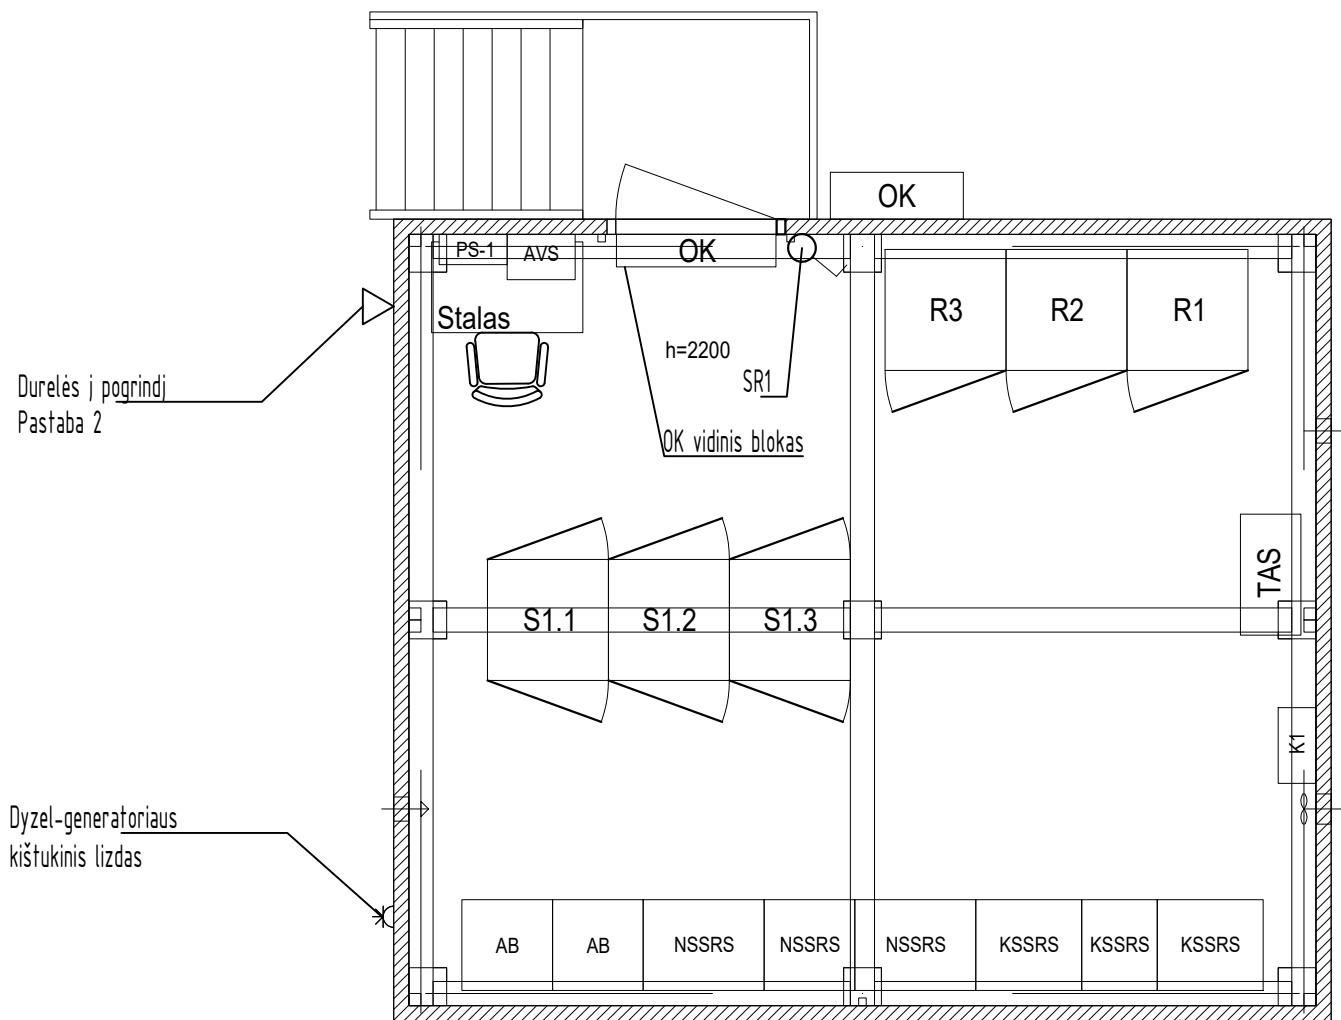 OK
PS-1
AVS
OK
Stalas
h=2200
SR1
OK vidinis blokas
R3
R2
R1
Durelės į pogrindį
Pastaba 2
S1.1
S1.2
S1.3
TAS
K1
Dyzel-generatoriaus
kištukinis lizdas
AB
AB
NSSRS
NSSRS
NSSRS
KSSRS
KSSRS
KSSRS